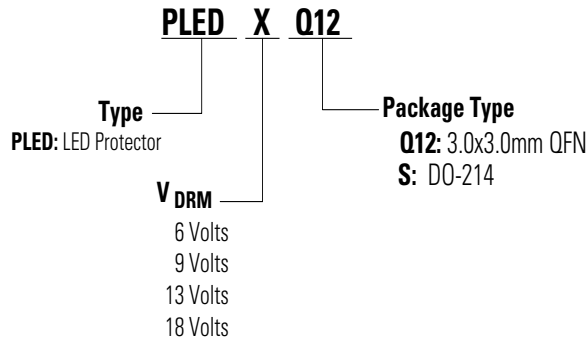 PLED X Q12
Type
PLED: LED Protector
Package Type
Q12: 3.0x3.0mm QFN
S: DO-214
V DRM
6 Volts
9 Volts
13 Volts
18 Volts